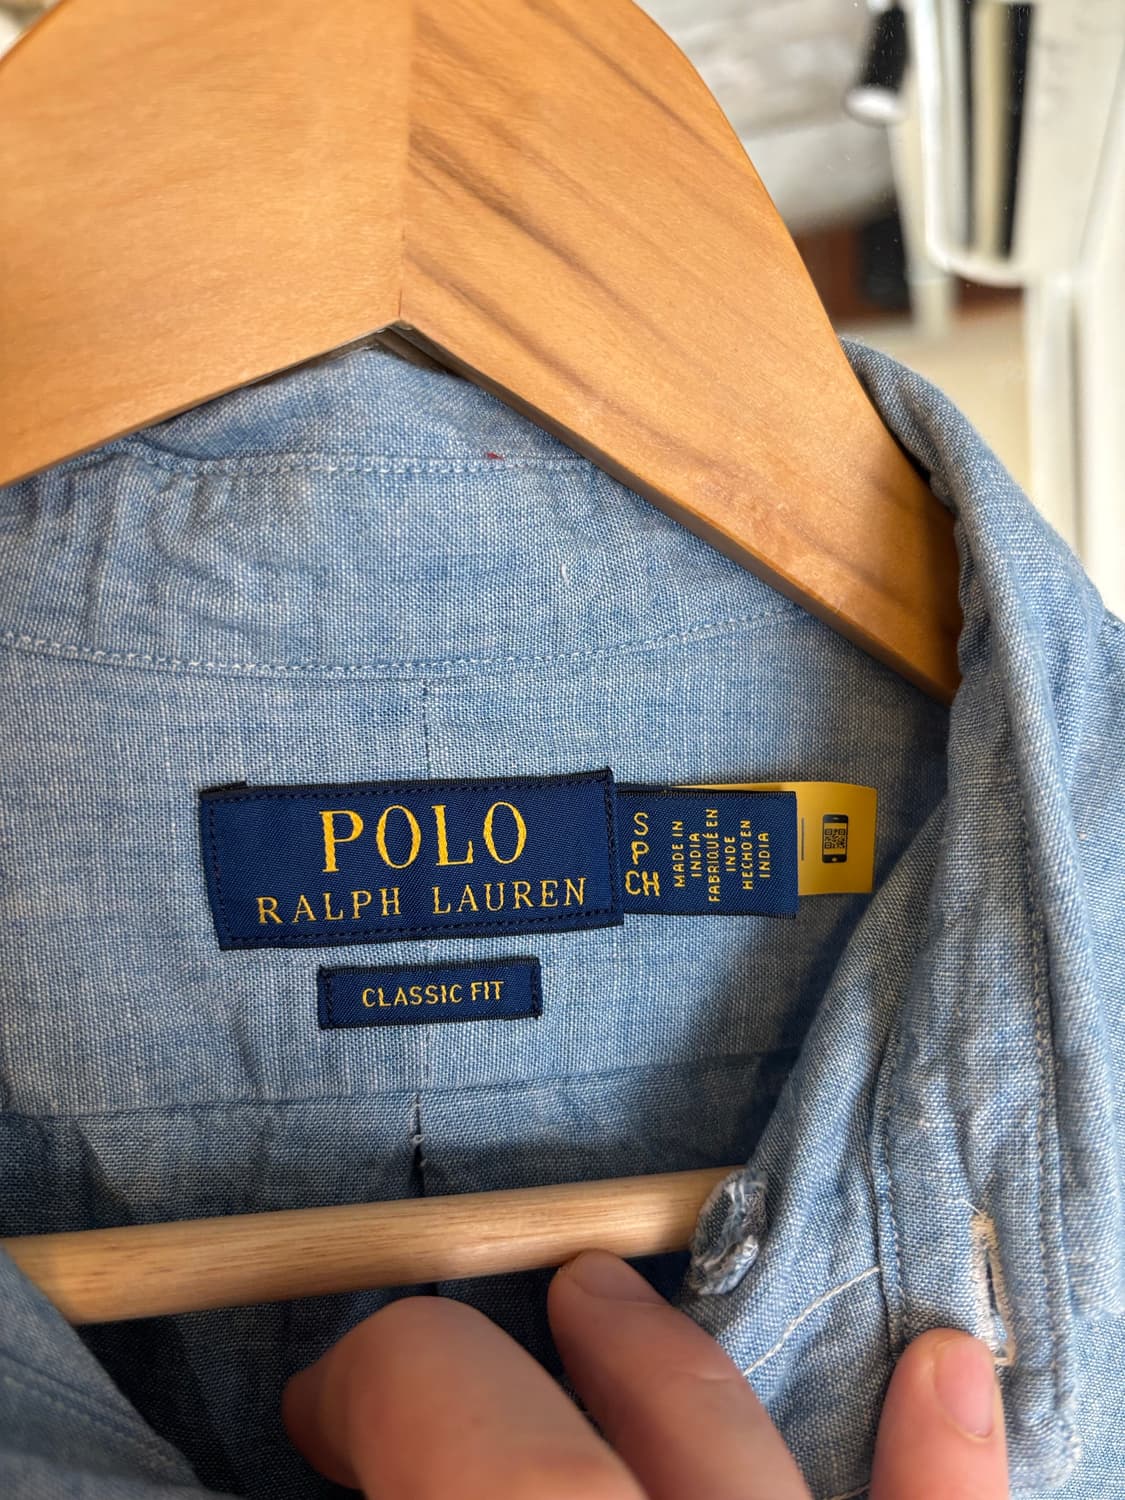 POLO
RALPH LAUREN
CLASSIC FIT
S
P
CH
MADE IN
INDIA
FABRIQUÉ EN
INDE
HECHO EN
INDIA